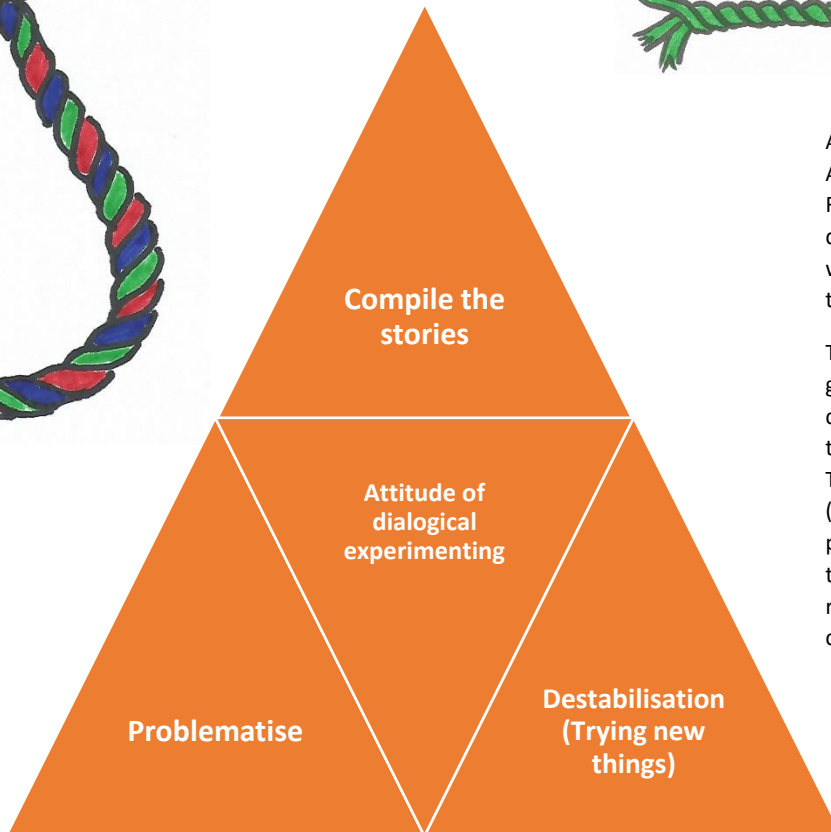 Compile the
stories
Attitude of
dialogical
experimenting
Problematise
Destabilisation
(Trying new
things)